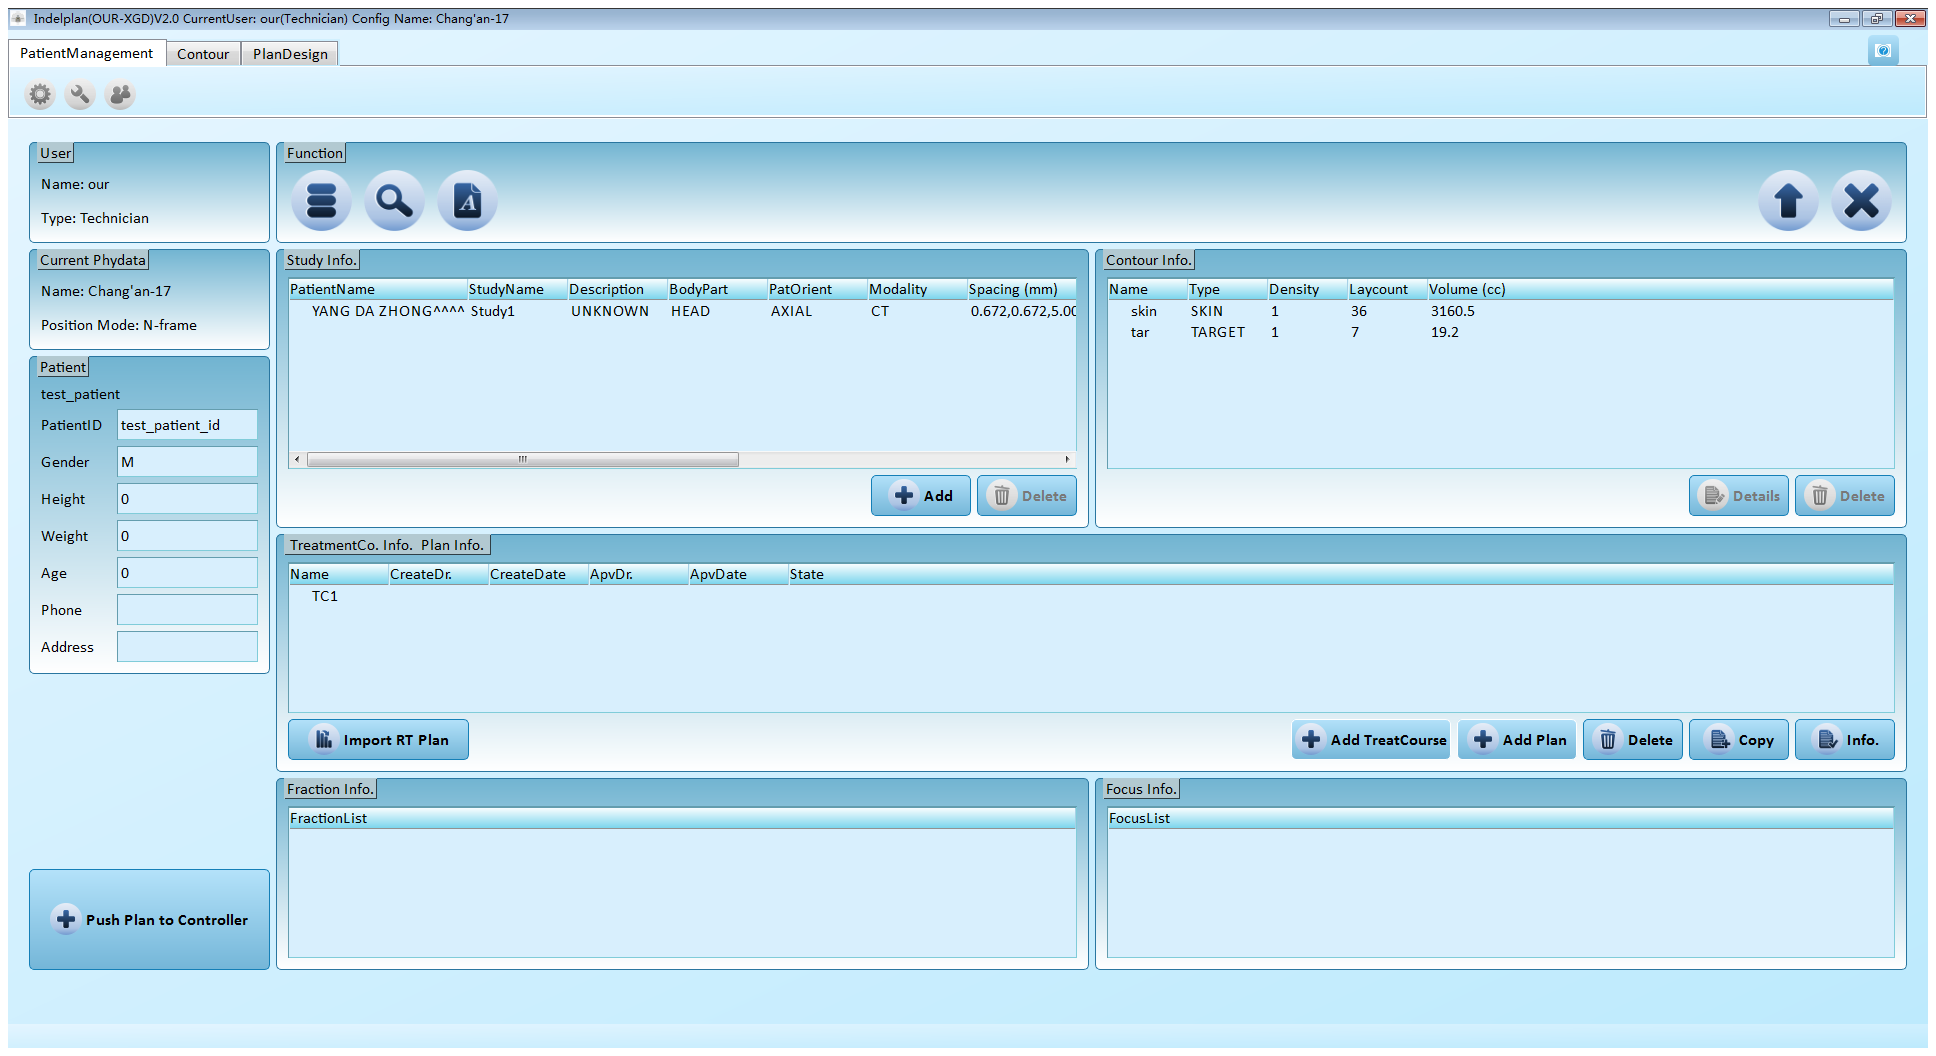 Indelplan(OUR-XGD)V2.0 CurrentUser: our(Technician) Config Name: Chang'an-17
PatientManagement Contour PlanDesign
User
Name: our
Type: Technician
Function
Current Phydata
Name: Chang'an-17
Position Mode: N-frame
Patient
test_patient
PatientID test_patient_id
Gender M
Height 0
Weight 0
Age 0
Phone
Address
Push Plan to Controller
Study Info.
PatientName StudyName Description BodyPart PatOrient Modality Spacing (mm)
YANG DA ZHONG^^^^ Study1 UNKNOWN HEAD AXIAL CT 0.672,0.672,5.00
Add Delete
Contour Info.
Name Type Density Laycount Volume (cc)
skin SKIN 1 36 3160.5
tar TARGET 1 7 19.2
Details Delete
TreatmentCo. Info. Plan Info.
Name CreateDr. CreateDate ApvDr. ApvDate State
TC1
Import RT Plan Add TreatCourse Add Plan Delete Copy Info.
Fraction Info.
FractionList
Focus Info.
FocusList